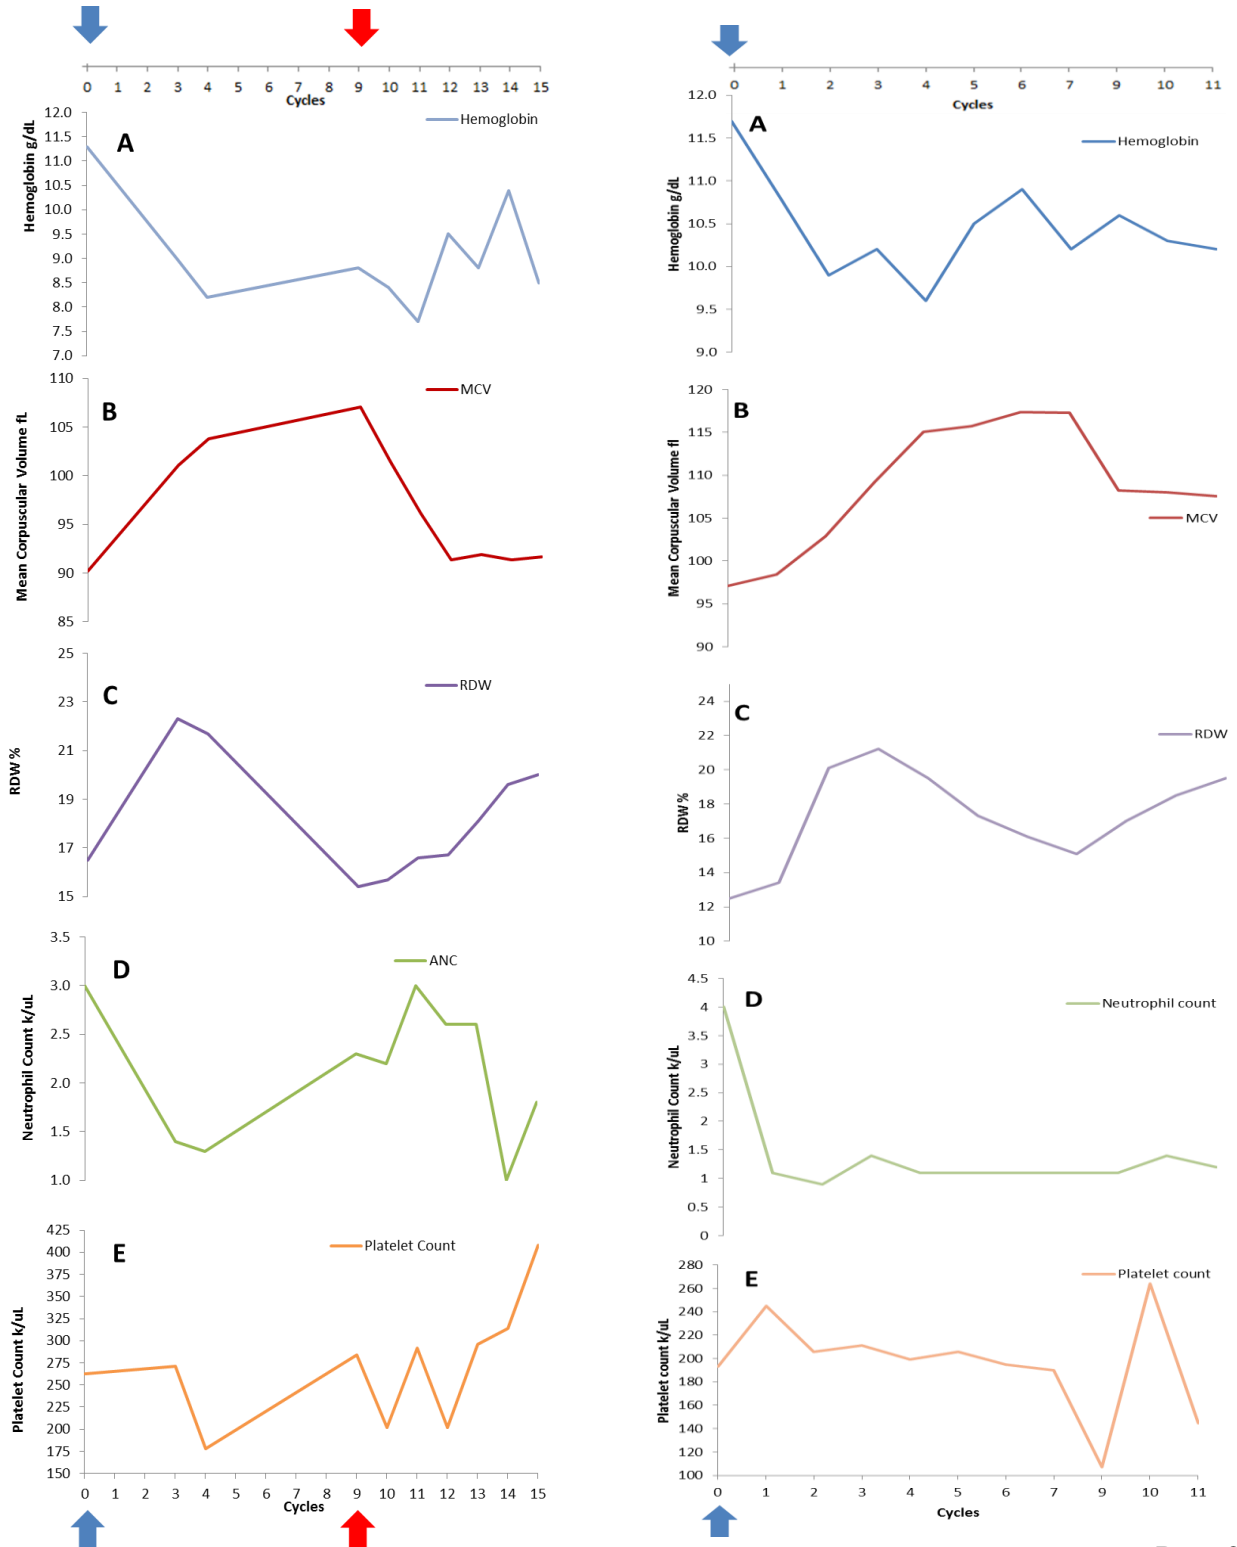 0 1 2 3 4 5 6 7 8 9 10 11 12 13 14 15
Cycles
A
Hemoglobin
Hemoglobin g/dL
12.0
11.5
11.0
10.5
10.0
9.5
9.0
8.5
8.0
7.5
7.0
B
MCV
Mean Corpuscular Volume fL
110
105
100
95
90
85
C
RDW
RDW %
25
23
21
19
17
15
D
ANC
Neutrophil Count k/uL
3.5
3.0
2.5
2.0
1.5
1.0
E
Platelet Count
Platelet Count k/uL
425
400
375
350
325
300
275
250
225
200
175
150
0 1 2 3 4 5 6 7 8 9 10 11 12 13 14 15
Cycles
0 1 2 3 4 5 6 7 8 9 10 11
Cycles
A
Hemoglobin
Hemoglobin g/dL
12.0
11.5
11.0
10.5
10.0
9.5
9.0
B
MCV
Mean Corpuscular Volume fl
120
115
110
105
100
95
90
C
RDW
RDW %
24
22
20
18
16
14
12
10
D
Neutrophil count
Neutrophil Count k/uL
4.5
4
3.5
3
2.5
2
1.5
1
0.5
0
E
Platelet count
Platelet count k/uL
280
260
240
220
200
180
160
140
120
100
0 1 2 3 4 5 6 7 9 10 11
Cycles